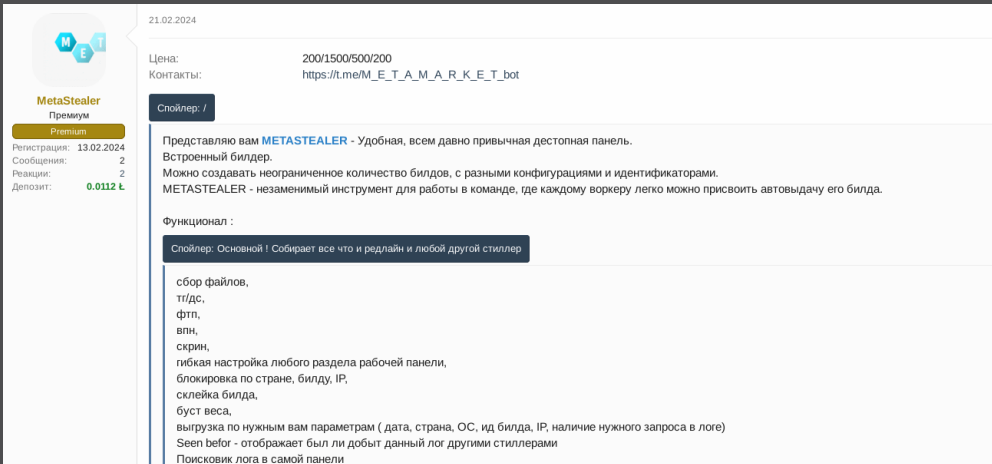 21.02.2024
MET
MetaStealer
Премиум
Premium
Регистрация: 13.02.2024
Сообщения: 2
Реакции: 2
Депозит: 0.0112 Ł
Цена: 200/1500/500/200
Контакты: https://t.me/M_E_T_A_M_A_R_K_E_T_bot
Спойлер: /
Представляю вам METASTEALER - Удобная, всем давно привычная дестопная панель.
Встроенный билдер.
Можно создавать неограниченное количество билдов, с разными конфигурациями и идентификаторами.
METASTEALER - незаменимый инструмент для работы в команде, где каждому воркеру легко можно присвоить автовыдачу его билда.
Функционал :
Спойлер: Основной ! Собирает все что и редлайн и любой другой стиллер
сбор файлов,
тг/дс,
фтп,
впн,
скрин,
гибкая настройка любого раздела рабочей панели,
блокировка по стране, билду, IP,
склейка билда,
буст веса,
выгрузка по нужным вам параметрам ( дата, страна, ОС, ид билда, IP, наличие нужного запроса в логе)
Seen befor - отображает был ли добыт данный лог другими стиллерами
Поисковик лога в самой панели